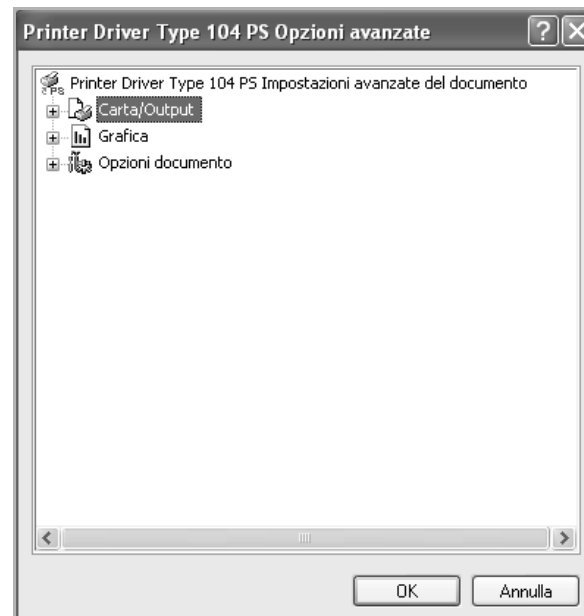 Printer Driver Type 104 PS Opzioni avanzate
Printer Driver Type 104 PS Impostazioni avanzate del documento
Carta/Output
Grafica
Opzioni documento
OK
Annulla